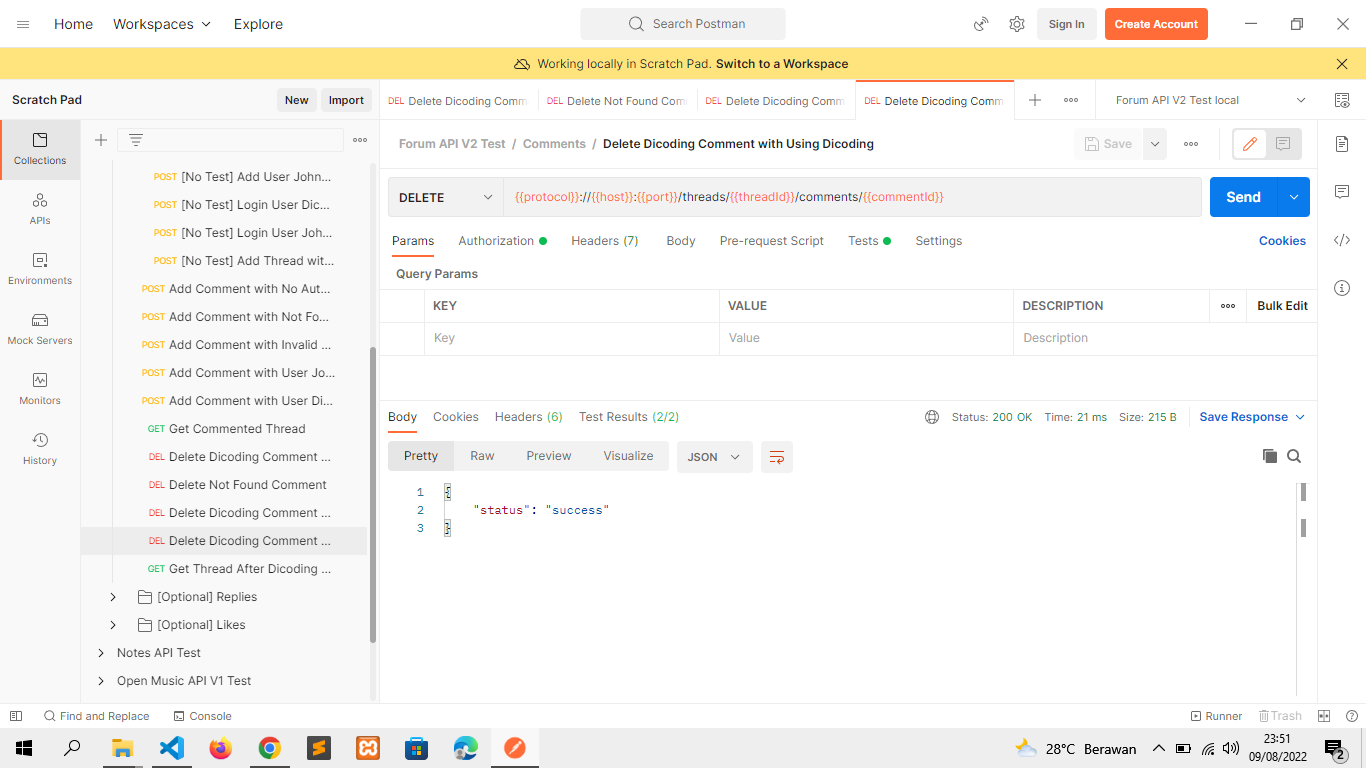 Home Workspaces Explore Search Postman Sign In Create Account
Working locally in Scratch Pad. Switch to a Workspace
Scratch Pad New Import
DEL Delete Dicoding Comm DEL Delete Not Found Com DEL Delete Dicoding Comm DEL Delete Dicoding Comm Forum API V2 Test local
Collections
APIs
Environments
Mock Servers
Monitors
History
POST [No Test] Add User John...
POST [No Test] Login User Dic...
POST [No Test] Login User Joh...
POST [No Test] Add Thread wit...
POST Add Comment with No Aut...
POST Add Comment with Not Fo...
POST Add Comment with Invalid ...
POST Add Comment with User Jo...
POST Add Comment with User Di...
GET Get Commented Thread
DEL Delete Dicoding Comment ...
DEL Delete Not Found Comment
DEL Delete Dicoding Comment ...
DEL Delete Dicoding Comment ...
GET Get Thread After Dicoding ...
[Optional] Replies
[Optional] Likes
Notes API Test
Open Music API V1 Test
Forum API V2 Test / Comments / Delete Dicoding Comment with Using Dicoding Save
DELETE {{protocol}}://{{host}}:{{port}}/threads/{{threadId}}/comments/{{commentId}} Send
Params Authorization Headers (7) Body Pre-request Script Tests Settings Cookies
Query Params
KEY VALUE DESCRIPTION Bulk Edit
Key Value Description
Body Cookies Headers (6) Test Results (2/2) Status: 200 OK Time: 21 ms Size: 215 B Save Response
Pretty Raw Preview Visualize JSON
1 {
2 "status": "success"
3 }
Find and Replace Console Runner Trash
28°C Berawan 23:51
09/08/2022 2